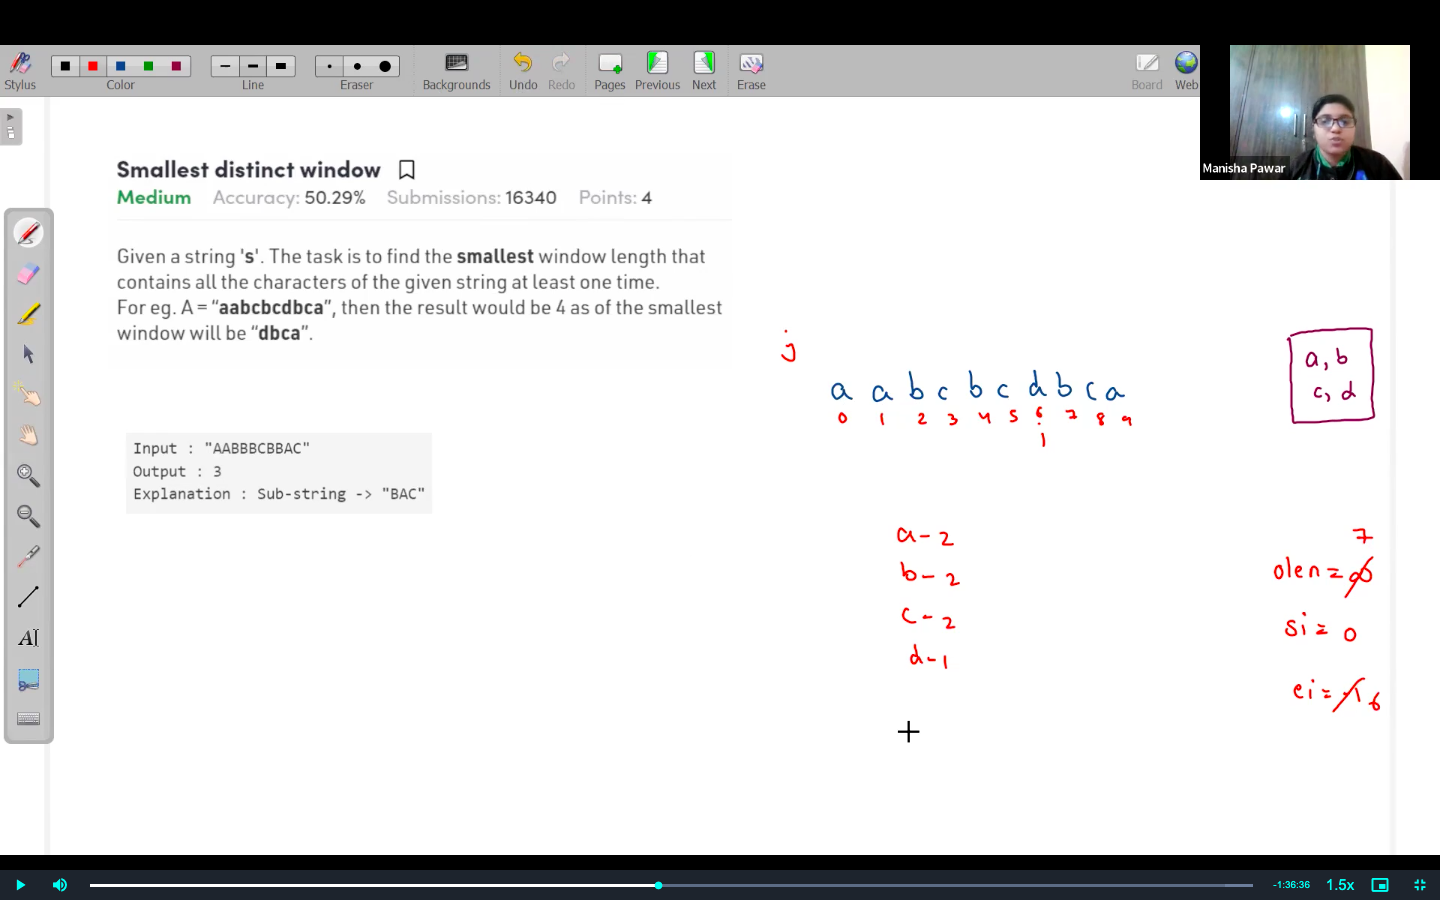 Stylus
Color
Line
Eraser
Backgrounds
Undo
Redo
Pages
Previous
Next
Erase
Board
Web
Manisha Pawar
Smallest distinct window
Medium Accuracy: 50.29% Submissions: 16340 Points: 4
Given a string 's'. The task is to find the smallest window length that
contains all the characters of the given string at least one time.
For eg. A = “aabcbcdbca”, then the result would be 4 as of the smallest
window will be “dbca”.
Input : "AABBBCBBAC"
Output : 3
Explanation : Sub-string -> "BAC"
j
a a b c b c d b c a
0 1 2 3 4 5 6 7 8 9
i
a, b
c, d
a - 2
b - 2
c - 2
d - 1
7
olen = ∞
si = 0
ei = -1 6
AI
-1:36:36
1.5x